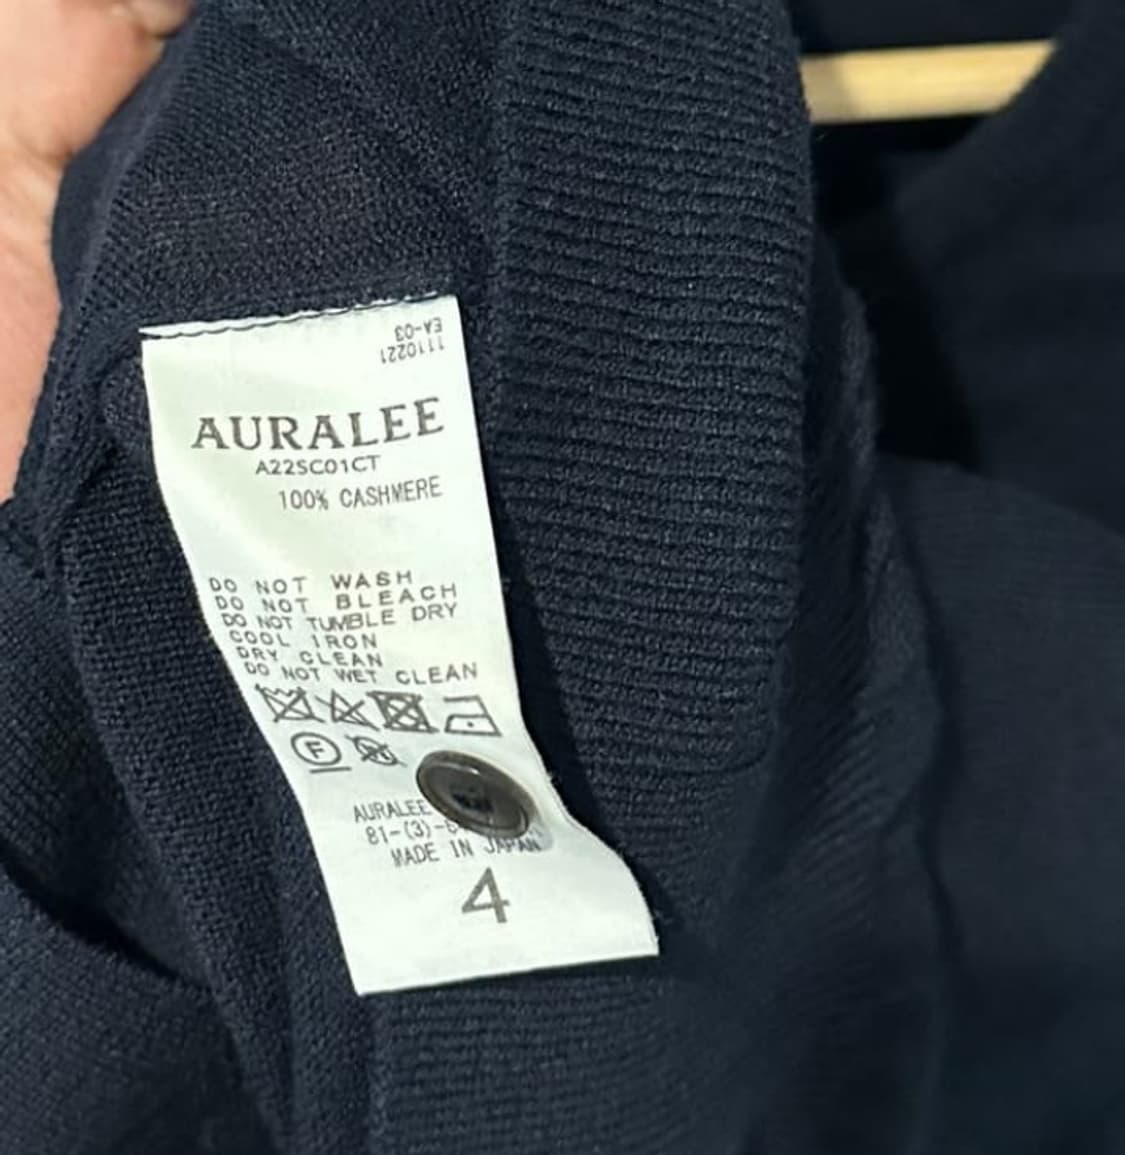 EA-03
1110221
AURALEE
A22SC01CT
100% CASHMERE
DO NOT WASH
DO NOT BLEACH
DO NOT TUMBLE DRY
COOL IRON
DRY CLEAN
DO NOT WET CLEAN
F
AURALEE
81-(3)-
MADE IN JAPAN
4